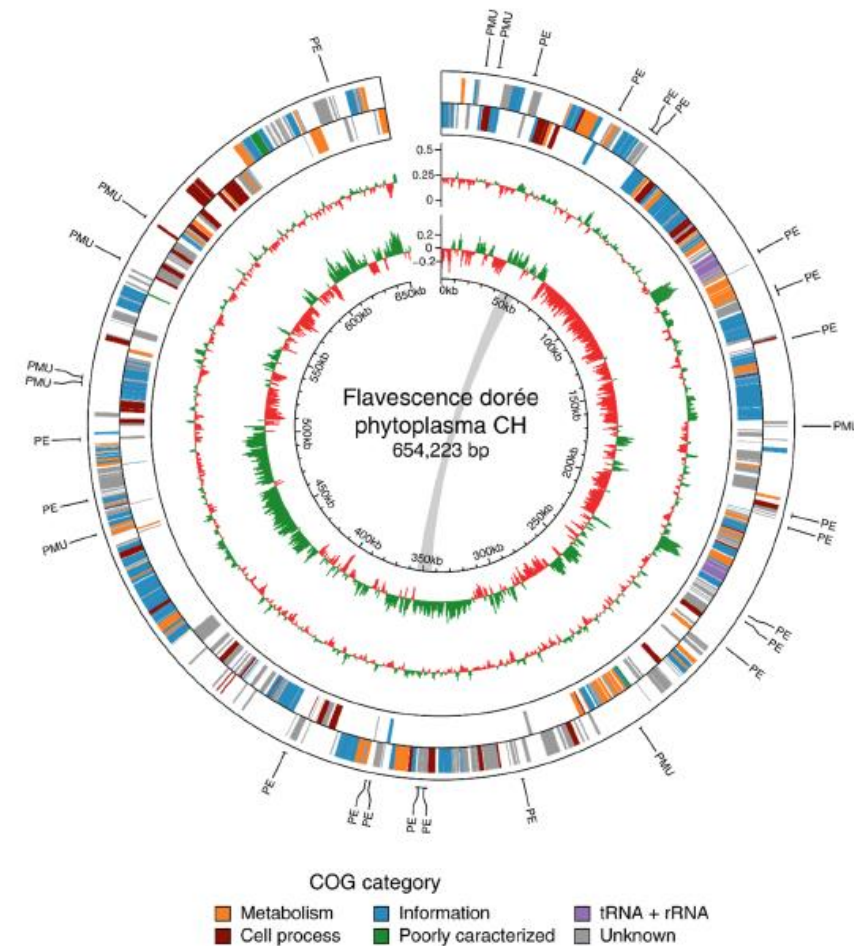 PE
PMU
PMU
PE
PE
PE
PE
PE
PE
PE
PMU
PE
PE
PE
PE
PE
PMU
PE
PE
PE
PE
PE
PE
PMU
PE
PE
PMU
PMU
PMU
PMU
0.5
0.25
0
0.2
0
-0.2
0kb
50kb
100kb
150kb
200kb
250kb
300kb
350kb
400kb
450kb
500kb
550kb
600kb
650kb
Flavescence dorée
phytoplasma CH
654,223 bp
COG category
Metabolism
Information
tRNA + rRNA
Cell process
Poorly caracterized
Unknown